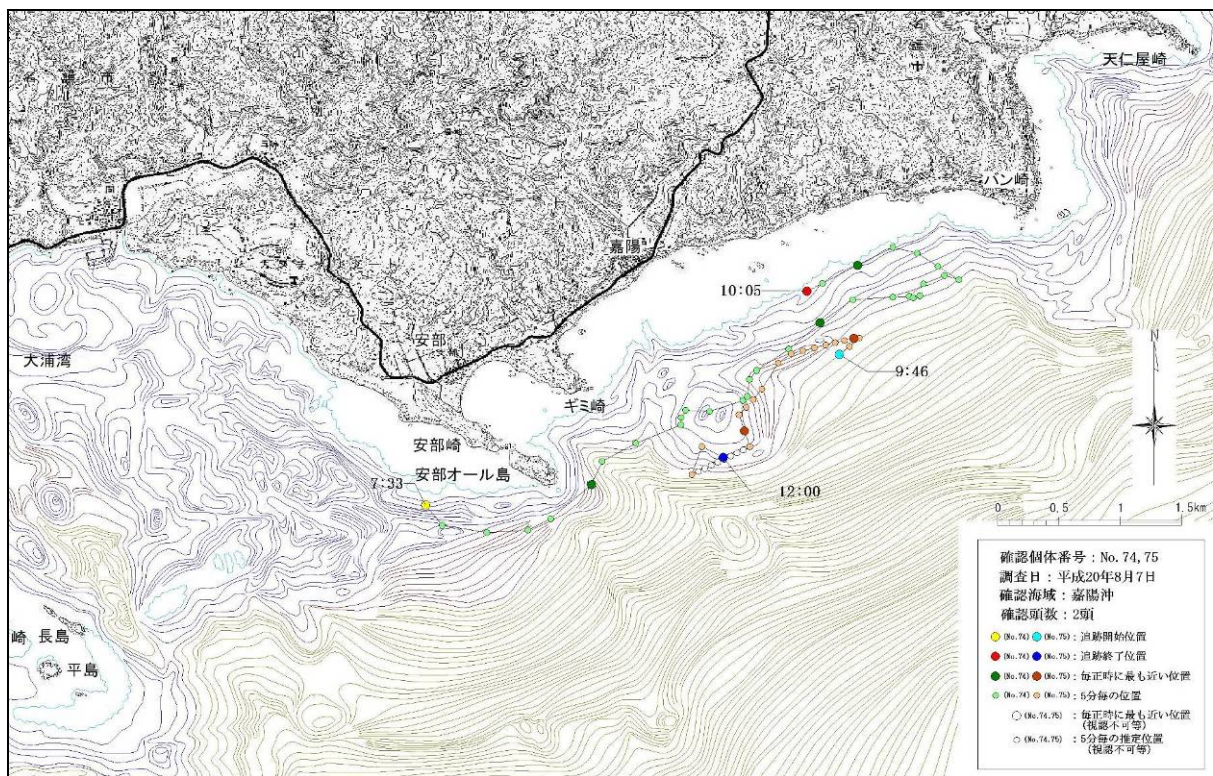 天仁屋崎
バン崎
嘉陽
10:05
9:46
大浦湾
安部
ギミ崎
安部崎
安部オール島
7:33
12:00
N
0 0.5 1 1.5km
崎 長島
平島
確認個体番号:No.74,75
調査日:平成20年8月7日
確認海域:嘉陽沖
確認頭数:2頭
(No.74) (No.75):追跡開始位置
(No.74) (No.75):追跡終了位置
(No.74) (No.75):毎正時に最も近い位置
(No.74) (No.75):5分毎の位置
(No.74,75):毎正時に最も近い位置
(視認不可等)
(No.74,75):5分毎の推定位置
(視認不可等)